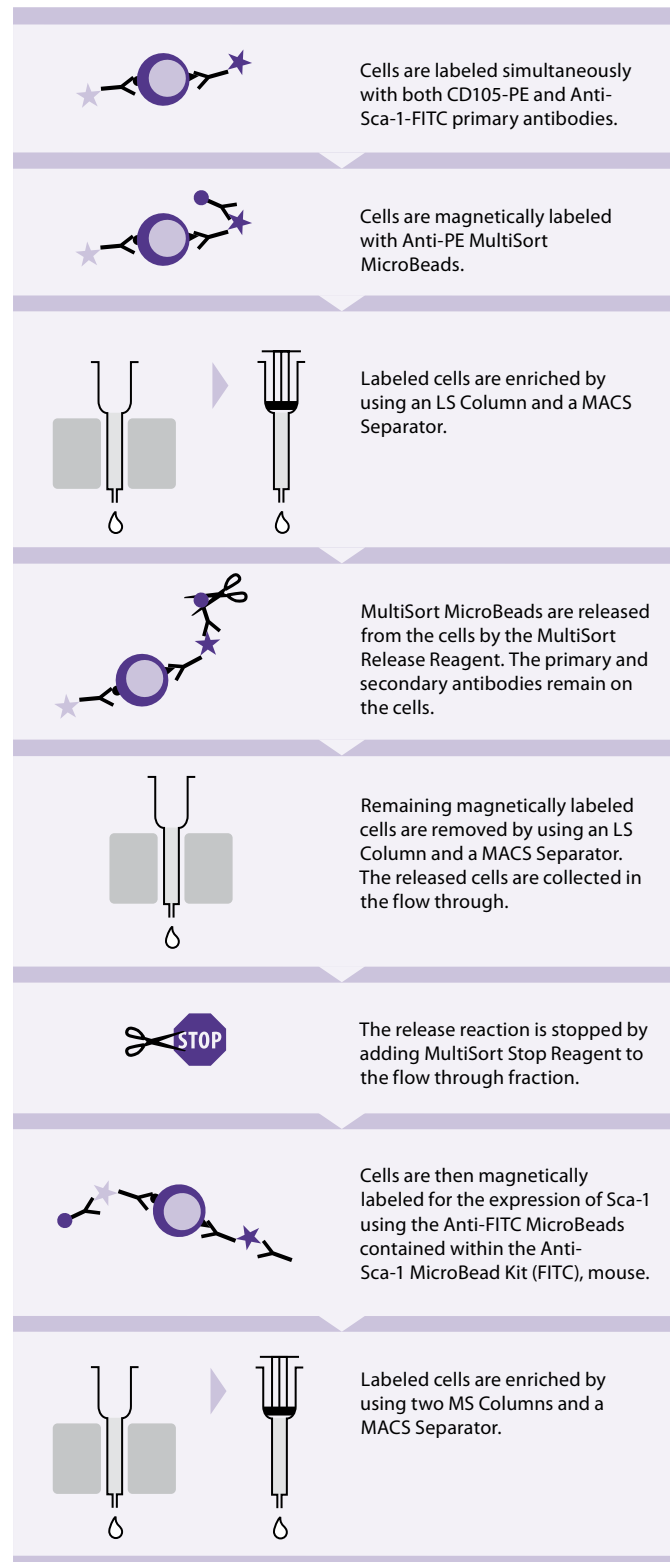 Cells are labeled simultaneously
with both CD105-PE and Anti-
Sca-1-FITC primary antibodies.
Cells are magnetically labeled
with Anti-PE MultiSort
MicroBeads.
Labeled cells are enriched by
using an LS Column and a MACS
Separator.
MultiSort MicroBeads are released
from the cells by the MultiSort
Release Reagent. The primary and
secondary antibodies remain on
the cells.
Remaining magnetically labeled
cells are removed by using an LS
Column and a MACS Separator.
The released cells are collected in
the flow through.
STOP
The release reaction is stopped by
adding MultiSort Stop Reagent to
the flow through fraction.
Cells are then magnetically
labeled for the expression of Sca-1
using the Anti-FITC MicroBeads
contained within the Anti-
Sca-1 MicroBead Kit (FITC), mouse.
Labeled cells are enriched by
using two MS Columns and a
MACS Separator.